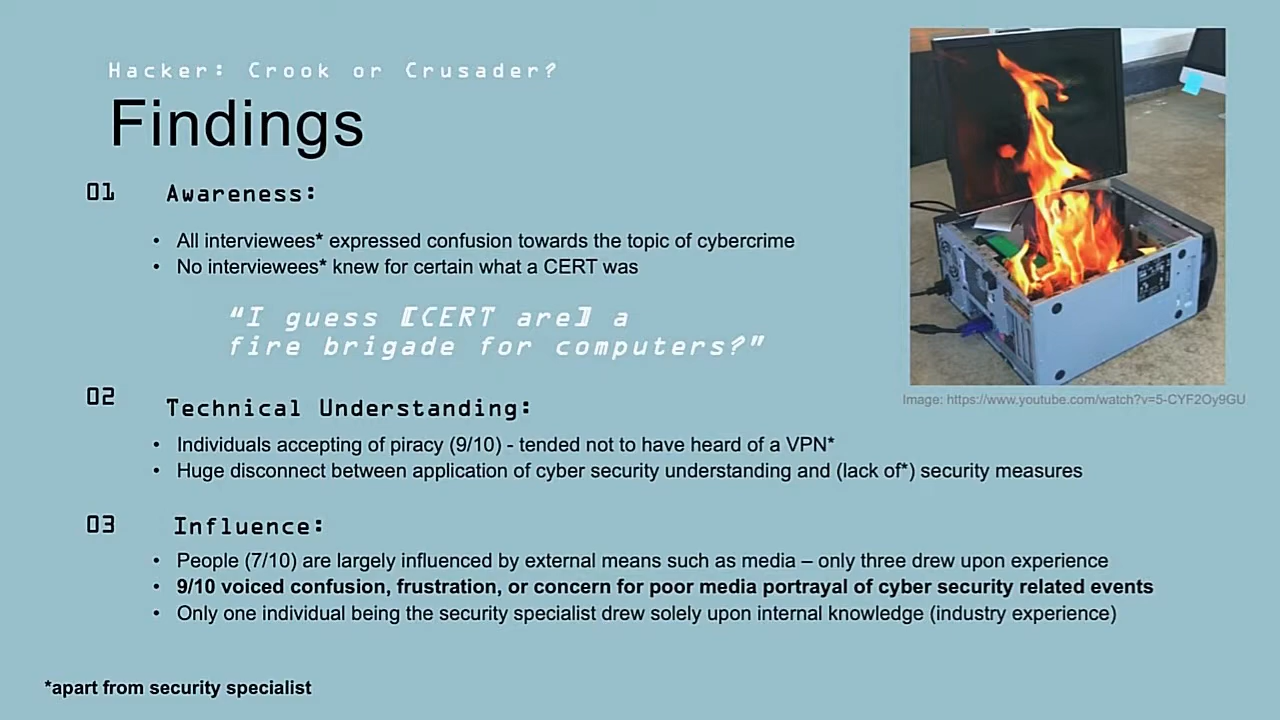 Hacker: Crook or Crusader?
Findings
01 Awareness:
• All interviewees* expressed confusion towards the topic of cybercrime
• No interviewees* knew for certain what a CERT was
“I guess [CERT are] a
fire brigade for computers?”
Image: https://www.youtube.com/watch?v=5-CYF2Oy9GU
02 Technical Understanding:
• Individuals accepting of piracy (9/10) - tended not to have heard of a VPN*
• Huge disconnect between application of cyber security understanding and (lack of*) security measures
03 Influence:
• People (7/10) are largely influenced by external means such as media – only three drew upon experience
• 9/10 voiced confusion, frustration, or concern for poor media portrayal of cyber security related events
• Only one individual being the security specialist drew solely upon internal knowledge (industry experience)
*apart from security specialist